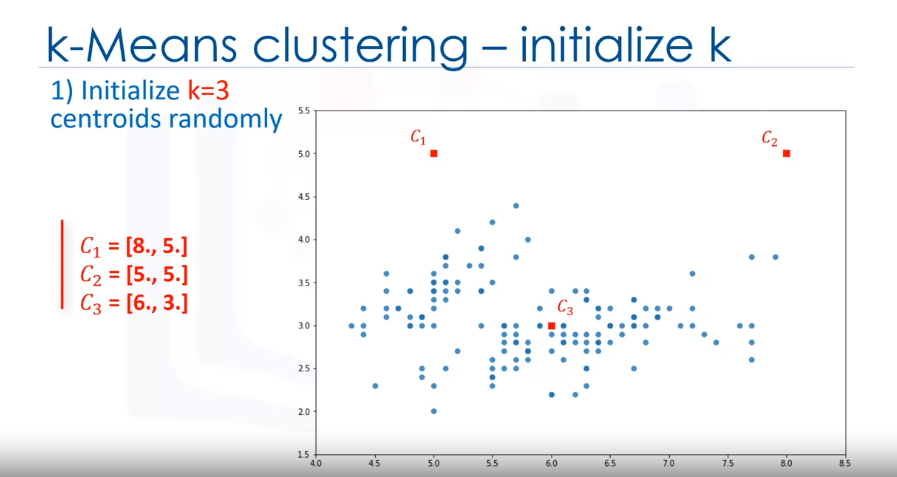 k-Means clustering – initialize k
1) Initialize k=3
centroids randomly
C₁ = [8., 5.]
C₂ = [5., 5.]
C₃ = [6., 3.]
5.5
5.0
4.5
4.0
3.5
3.0
2.5
2.0
1.5
C₁
C₂
C₃
4.0 4.5 5.0 5.5 6.0 6.5 7.0 7.5 8.0 8.5